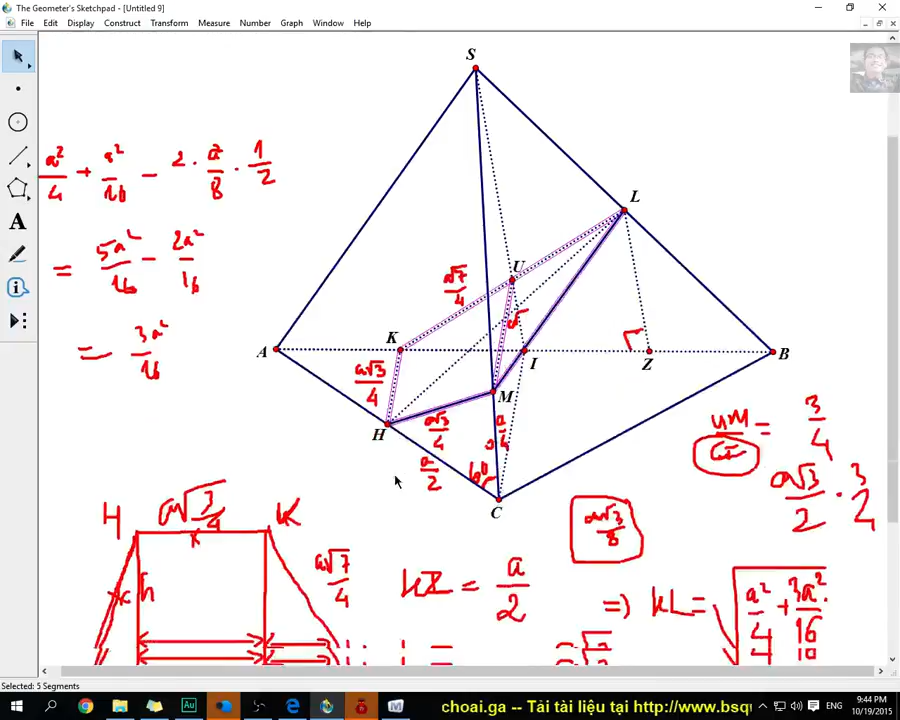 The Geometer's Sketchpad - [Untitled 9]
File Edit Display Construct Transform Measure Number Graph Window Help
S
L
U
A
K
I
Z
B
M
H
C
a²/4 + a²/16 - 2 · a/8 · 1/2
= 5a²/16 - 2a²/16
= 3a²/16
a√7/4
a√3/4
a√3/4
a/4
a/2
60°
UM/CI = 3/4
a√3/2 · 3/2
a√3/8
H a√3/4 K
h
a√7/4
KZ = a/2
=> KL = √(a²/4 + 3a²/16)
Selected: 5 Segments
choai.ga -- Tải tài liệu tại http://www.bsqu
ENG
9:44 PM
10/19/2015